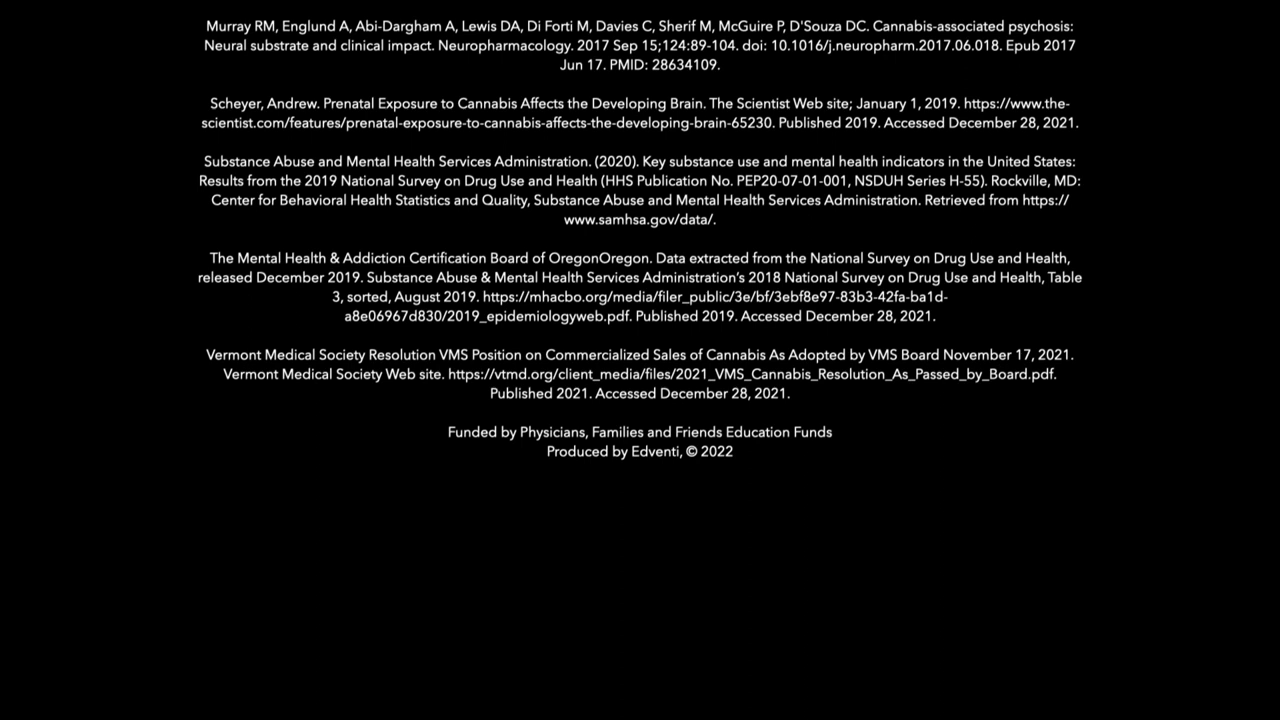 Murray RM, Englund A, Abi-Dargham A, Lewis DA, Di Forti M, Davies C, Sherif M, McGuire P, D'Souza DC. Cannabis-associated psychosis:
Neural substrate and clinical impact. Neuropharmacology. 2017 Sep 15;124:89-104. doi: 10.1016/j.neuropharm.2017.06.018. Epub 2017
Jun 17. PMID: 28634109.
Scheyer, Andrew. Prenatal Exposure to Cannabis Affects the Developing Brain. The Scientist Web site; January 1, 2019. https://www.the-
scientist.com/features/prenatal-exposure-to-cannabis-affects-the-developing-brain-65230. Published 2019. Accessed December 28, 2021.
Substance Abuse and Mental Health Services Administration. (2020). Key substance use and mental health indicators in the United States:
Results from the 2019 National Survey on Drug Use and Health (HHS Publication No. PEP20-07-01-001, NSDUH Series H-55). Rockville, MD:
Center for Behavioral Health Statistics and Quality, Substance Abuse and Mental Health Services Administration. Retrieved from https://
www.samhsa.gov/data/.
The Mental Health & Addiction Certification Board of OregonOregon. Data extracted from the National Survey on Drug Use and Health,
released December 2019. Substance Abuse & Mental Health Services Administration's 2018 National Survey on Drug Use and Health, Table
3, sorted, August 2019. https://mhacbo.org/media/filer_public/3e/bf/3ebf8e97-83b3-42fa-ba1d-
a8e06967d830/2019_epidemiologyweb.pdf. Published 2019. Accessed December 28, 2021.
Vermont Medical Society Resolution VMS Position on Commercialized Sales of Cannabis As Adopted by VMS Board November 17, 2021.
Vermont Medical Society Web site. https://vtmd.org/client_media/files/2021_VMS_Cannabis_Resolution_As_Passed_by_Board.pdf.
Published 2021. Accessed December 28, 2021.
Funded by Physicians, Families and Friends Education Funds
Produced by Edventi, © 2022